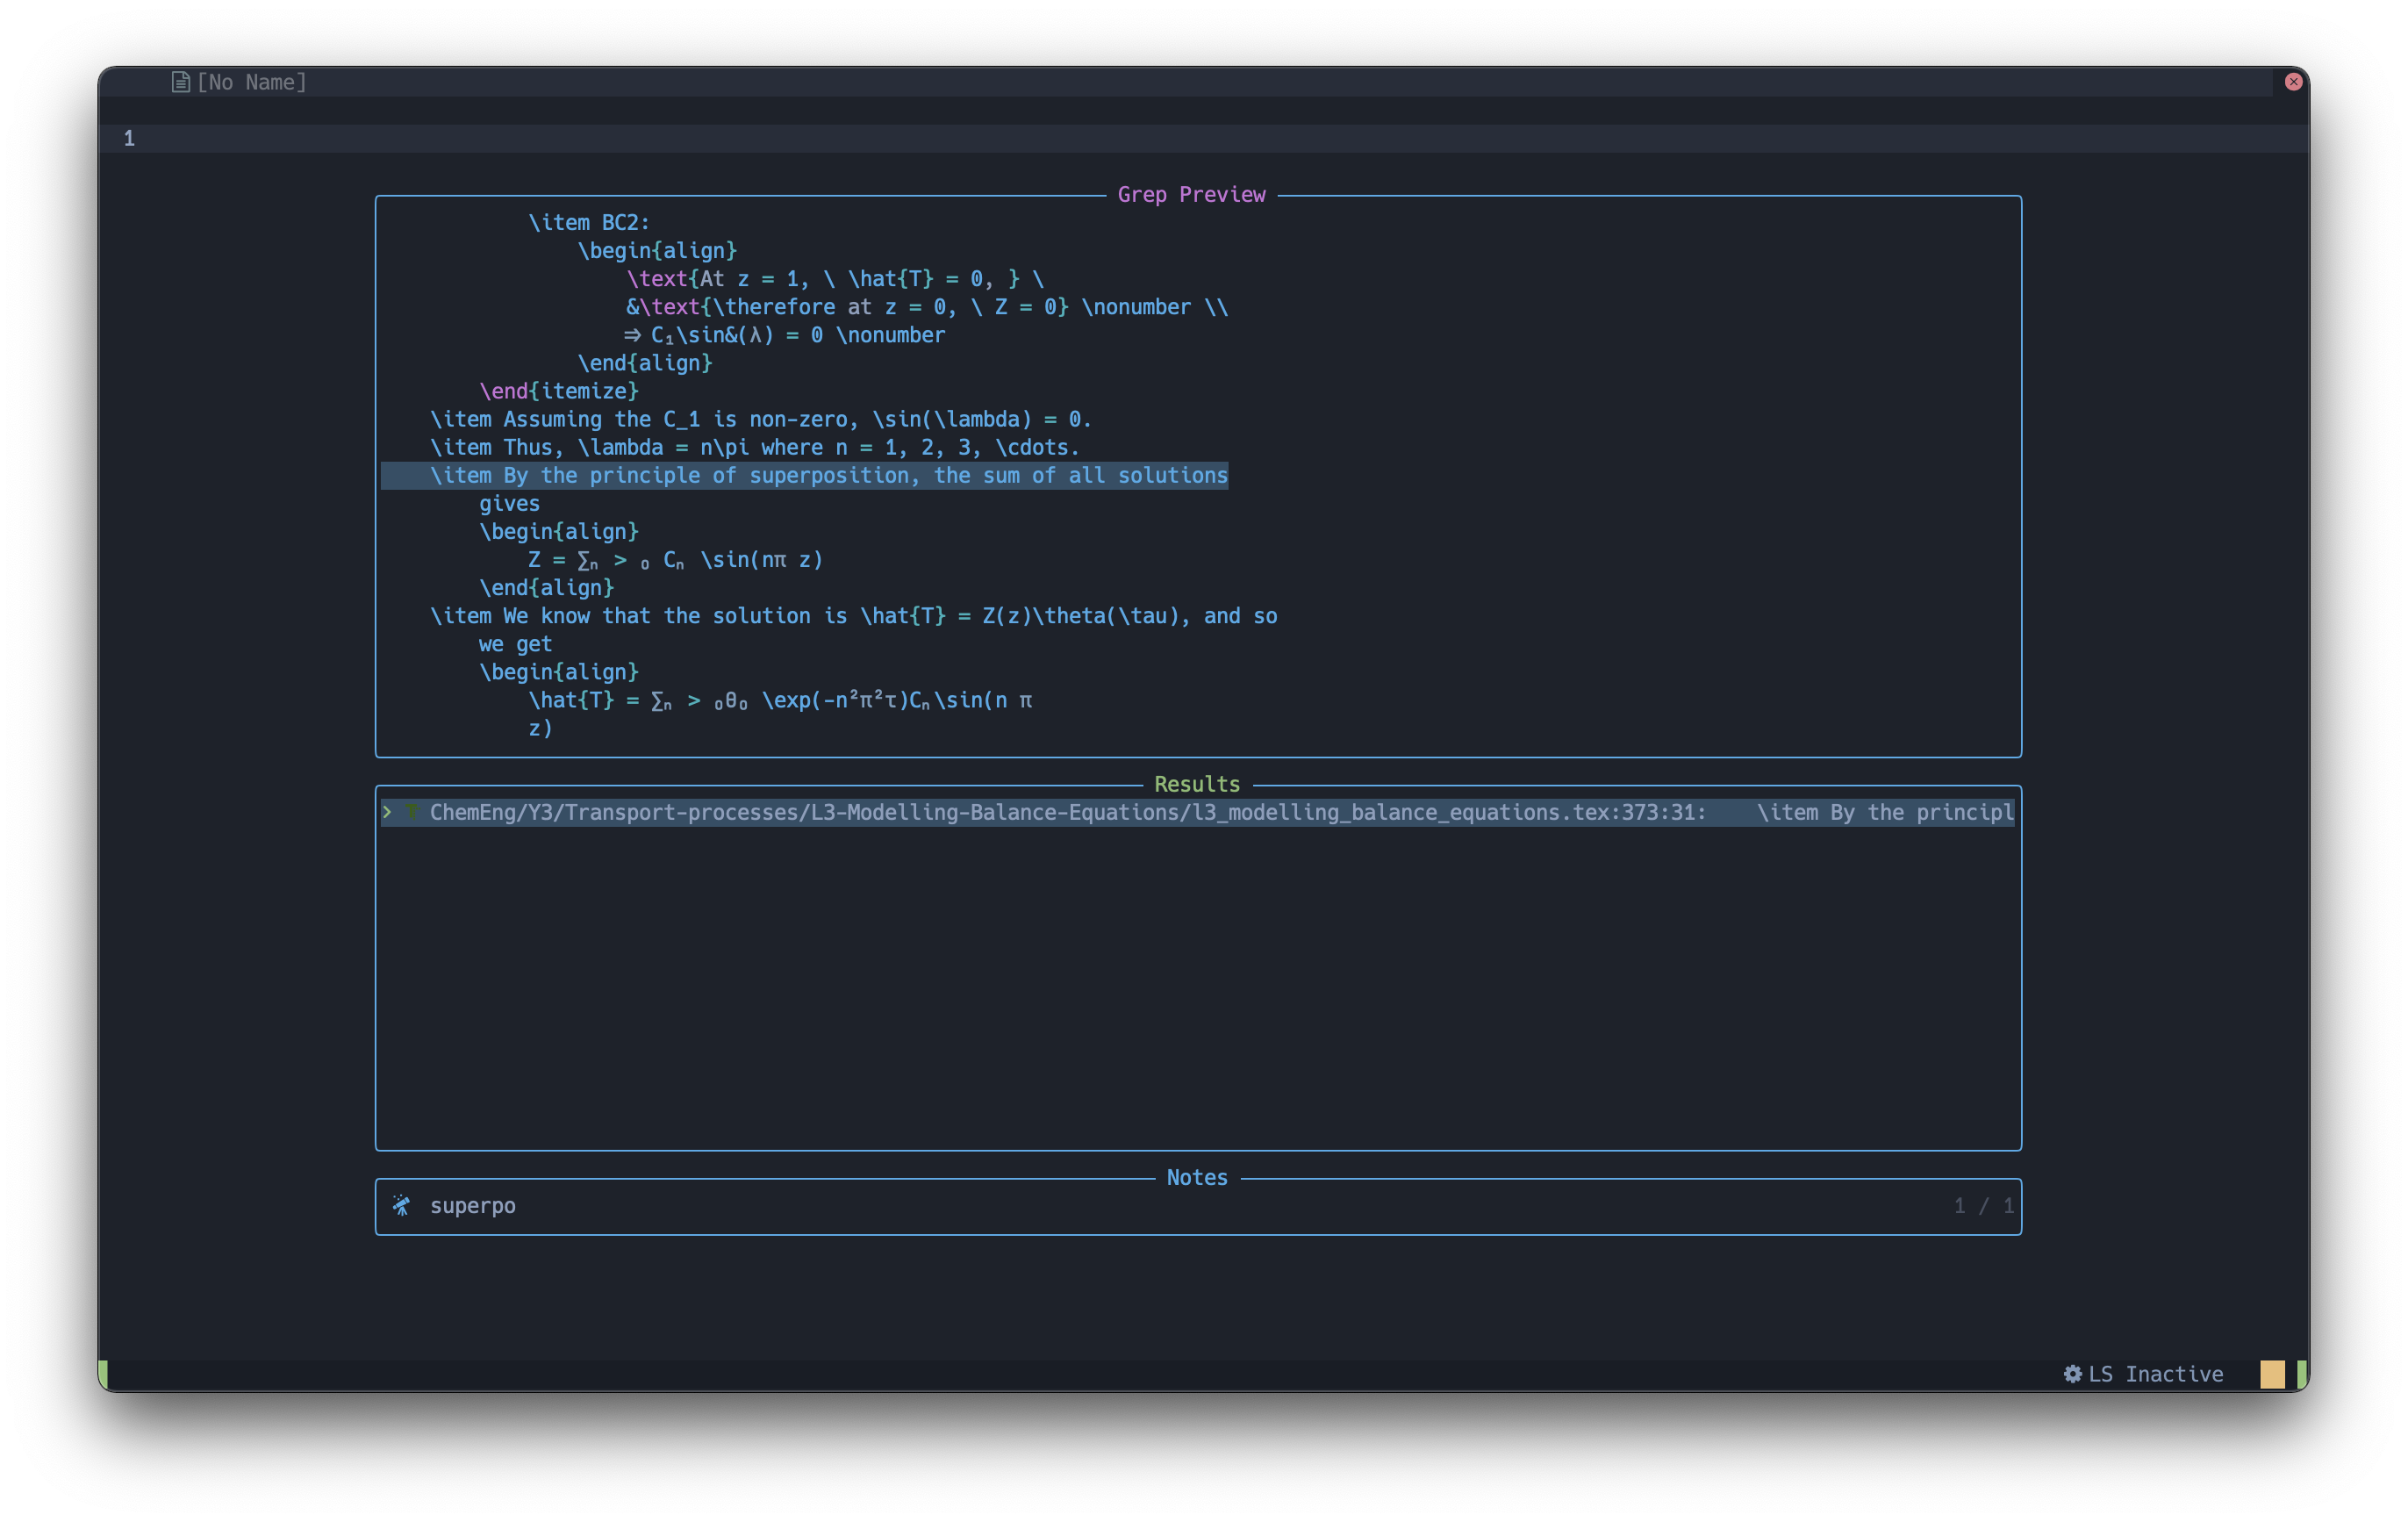 [No Name]
1
Grep Preview
\item BC2:
\begin{align}
\text{At z = 1, \ \hat{T} = 0, } \
&\text{\therefore at z = 0, \ Z = 0} \nonumber \\
⇒ C₁\sin&(λ) = 0 \nonumber
\end{align}
\end{itemize}
\item Assuming the C_1 is non-zero, \sin(\lambda) = 0.
\item Thus, \lambda = n\pi where n = 1, 2, 3, \cdots.
\item By the principle of superposition, the sum of all solutions
gives
\begin{align}
Z = ∑ₙ > ₀ Cₙ \sin(nπ z)
\end{align}
\item We know that the solution is \hat{T} = Z(z)\theta(\tau), and so
we get
\begin{align}
\hat{T} = ∑ₙ > ₀θ₀ \exp(-n²π²τ)Cₙ\sin(n π
z)
Results
> ChemEng/Y3/Transport-processes/L3-Modelling-Balance-Equations/l3_modelling_balance_equations.tex:373:31: \item By the principl
Notes
superpo 1 / 1
LS Inactive